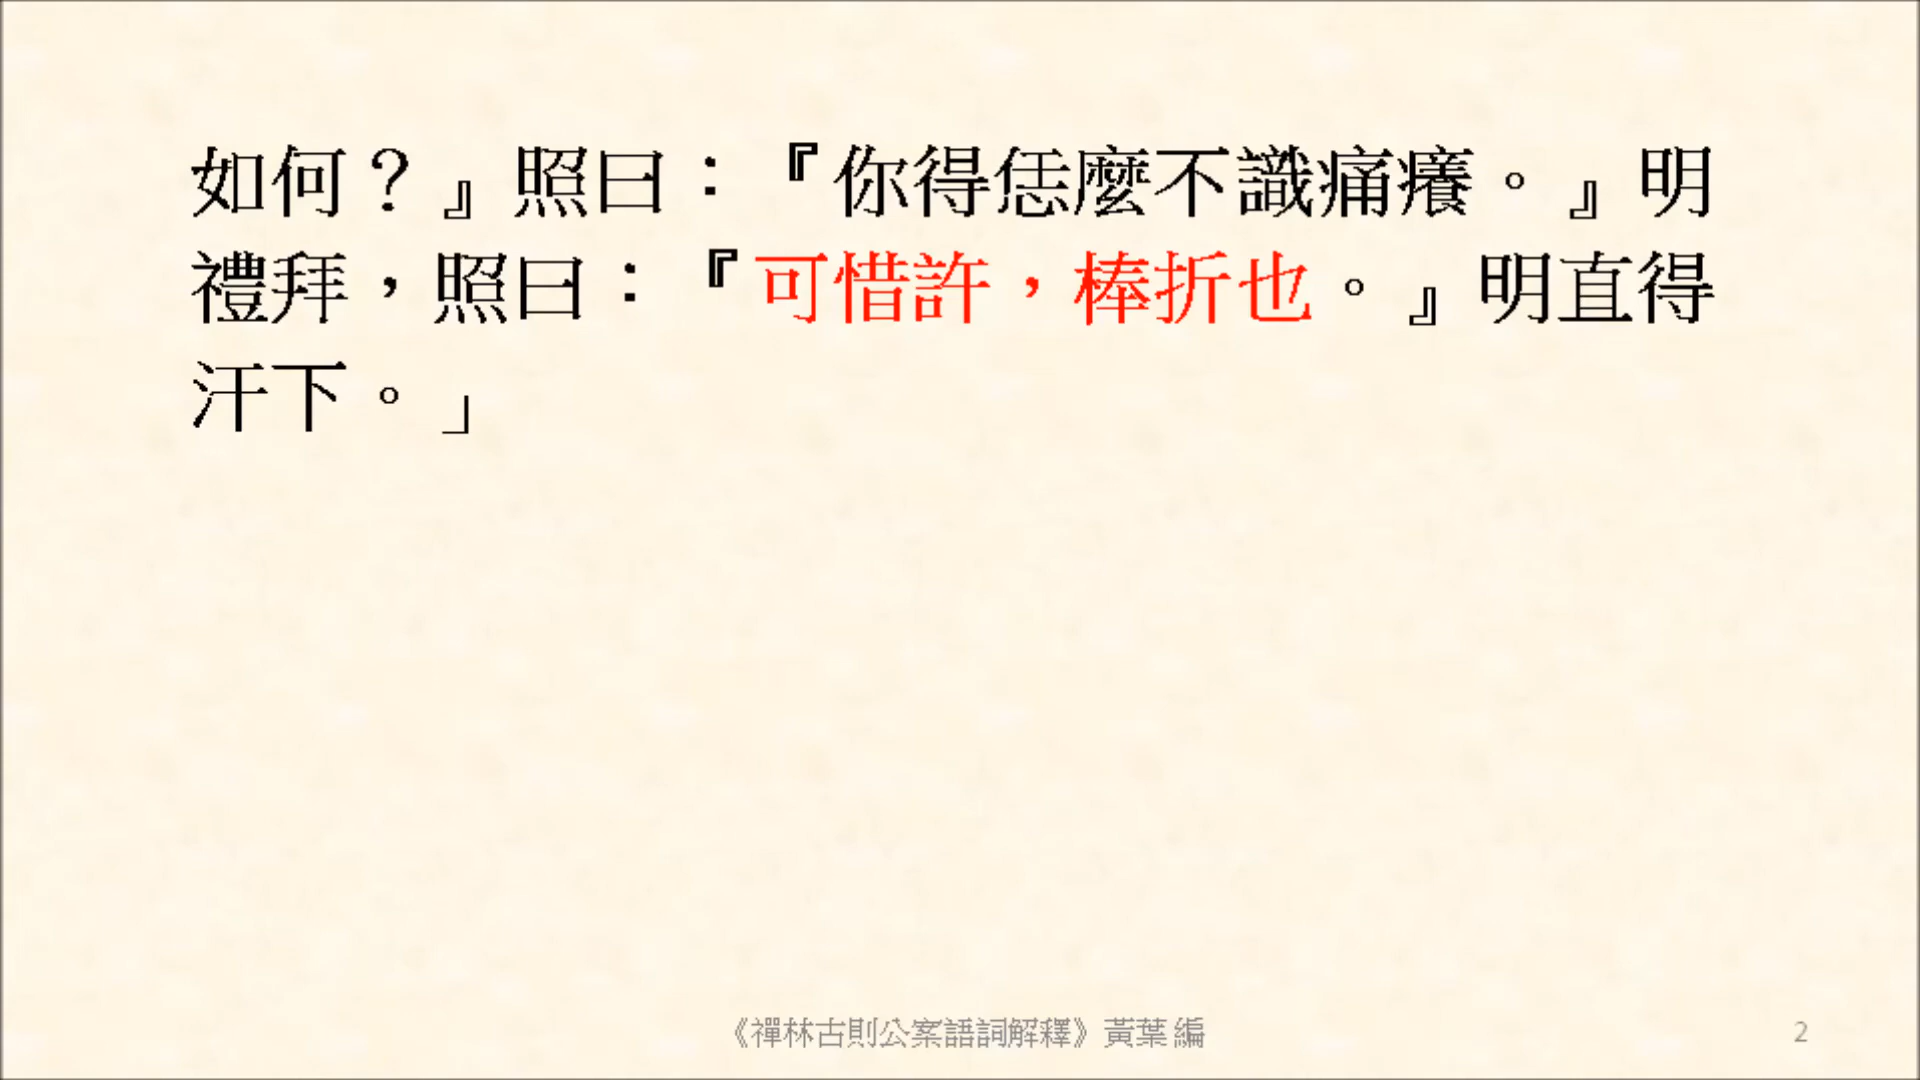 如何？』照曰：『你得恁麼不識痛癢。』明
禮拜，照曰：『可惜許，棒折也。』明直得
汗下。」
《禪林古則公案語詞解釋》黃葉 編
2